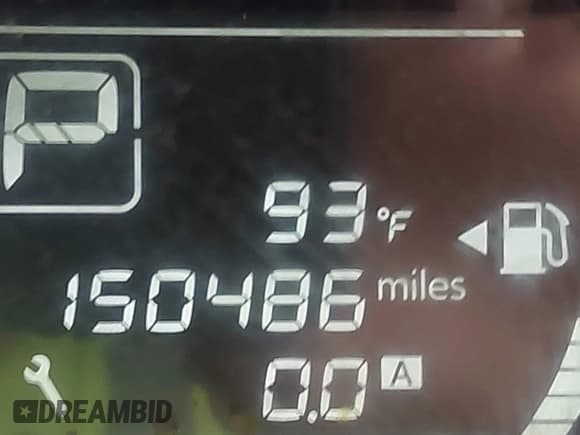 P
93 °F
150486 miles
0.0 A
DREAMBID